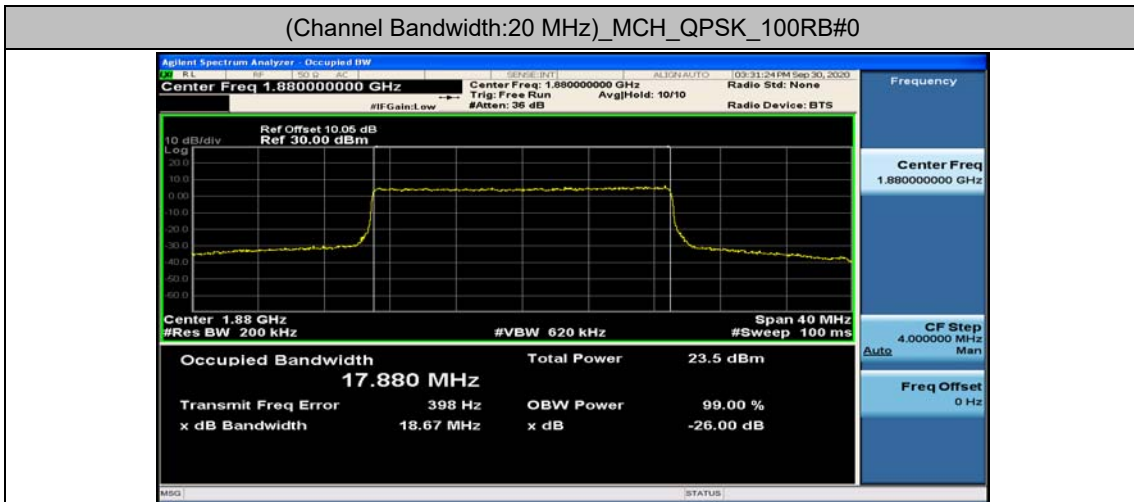 (Channel Bandwidth:20 MHz)_MCH_QPSK_100RB#0
Agilent Spectrum Analyzer - Occupied BW
LXI RL RF 50 Ω AC SENSE:INT ALIGN AUTO 03:31:24 PM Sep 30, 2020
Center Freq 1.880000000 GHz
Center Freq: 1.880000000 GHz
Radio Std: None
Trig: Free Run Avg|Hold: 10/10
#IFGain:Low #Atten: 36 dB Radio Device: BTS
Frequency
Ref Offset 10.05 dB
10 dB/div Ref 30.00 dBm
Log
20.0
10.0
0.00
-10.0
-20.0
-30.0
-40.0
-50.0
-60.0
Center Freq
1.880000000 GHz
Center 1.88 GHz Span 40 MHz
#Res BW 200 kHz #VBW 620 kHz #Sweep 100 ms
CF Step
4.000000 MHz
Auto Man
Occupied Bandwidth Total Power 23.5 dBm
17.880 MHz
Freq Offset
0 Hz
Transmit Freq Error 398 Hz OBW Power 99.00 %
x dB Bandwidth 18.67 MHz x dB -26.00 dB
MSG STATUS